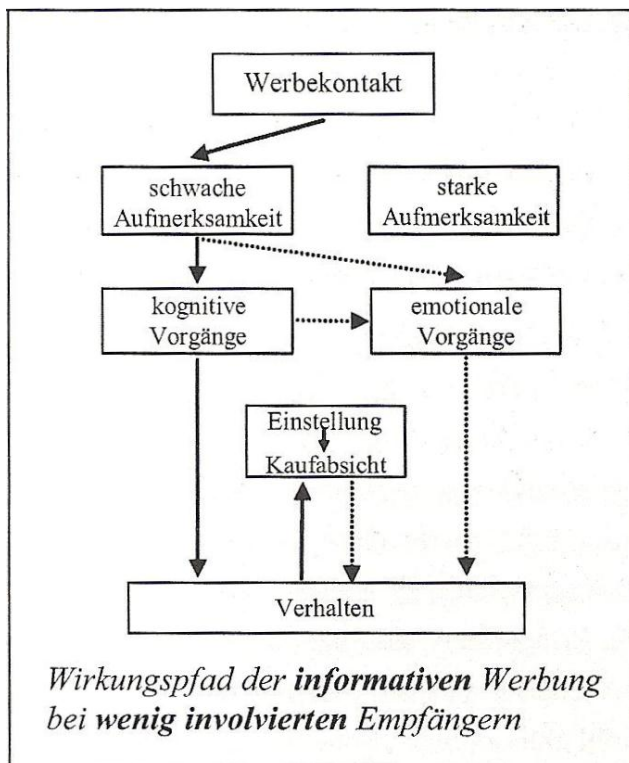 Werbekontakt
schwache
Aufmerksamkeit
starke
Aufmerksamkeit
kognitive
Vorgänge
emotionale
Vorgänge
Einstellung
Kaufabsicht
Verhalten
Wirkungspfad der informativen Werbung
bei wenig involvierten Empfängern